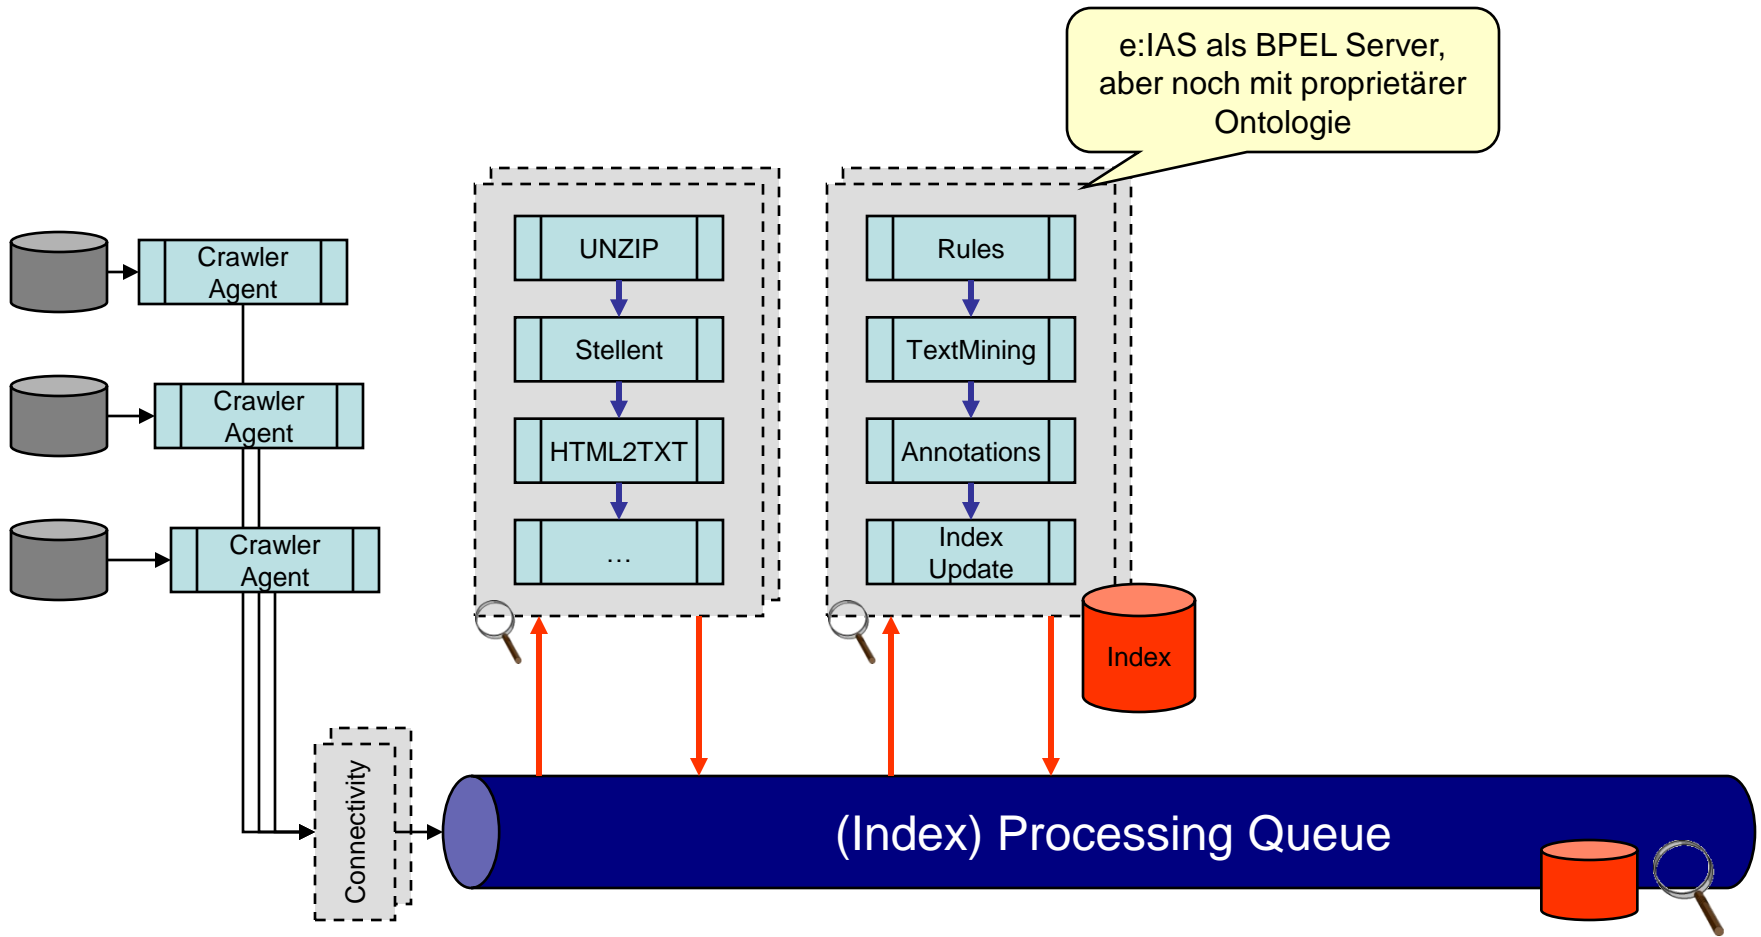 e:IAS als BPEL Server,
aber noch mit proprietärer
Ontologie
Crawler
Agent
Crawler
Agent
Crawler
Agent
UNZIP
Stellent
HTML2TXT
...
Rules
TextMining
Annotations
Index
Update
Index
Connectivity
(Index) Processing Queue